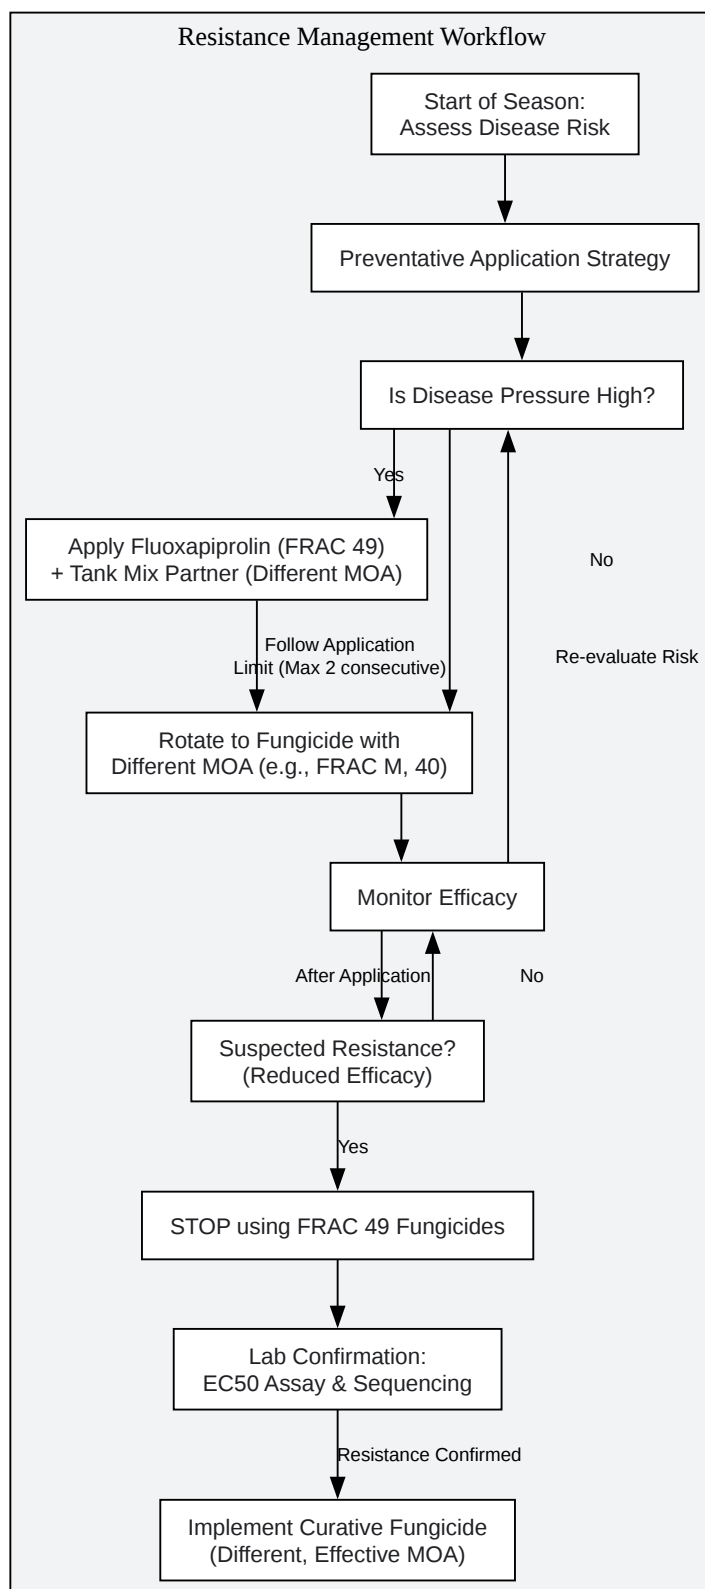 Resistance Management Workflow
Start of Season:
Assess Disease Risk
Preventative Application Strategy
Is Disease Pressure High?
Yes
Apply Fluoxapiprolin (FRAC 49)
+ Tank Mix Partner (Different MOA)
No
Follow Application
Limit (Max 2 consecutive)
Re-evaluate Risk
Rotate to Fungicide with
Different MOA (e.g., FRAC M, 40)
Monitor Efficacy
After Application
No
Suspected Resistance?
(Reduced Efficacy)
Yes
STOP using FRAC 49 Fungicides
Lab Confirmation:
EC50 Assay & Sequencing
Resistance Confirmed
Implement Curative Fungicide
(Different, Effective MOA)